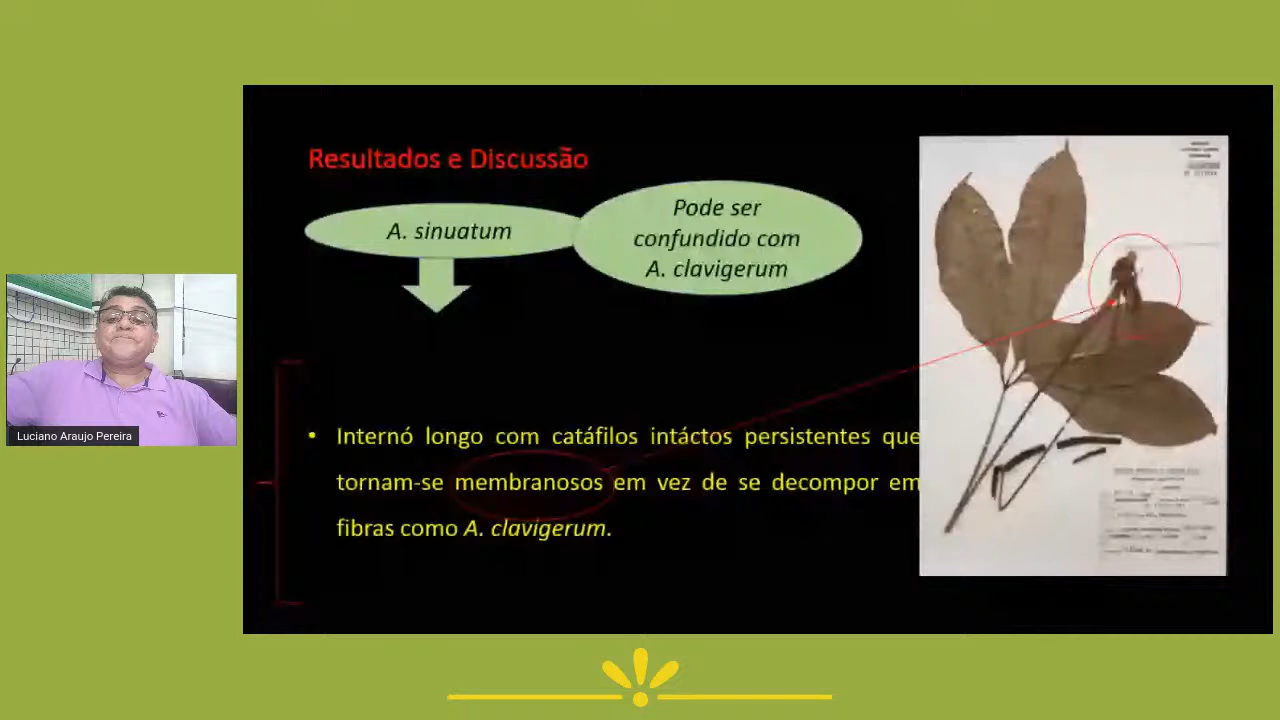 Resultados e Discussão
A. sinuatum
Pode ser
confundido com
A. clavigerum
• Internó longo com catáfilos intáctos persistentes que
tornam-se membranosos em vez de se decompor em
fibras como A. clavigerum.
Luciano Araujo Pereira